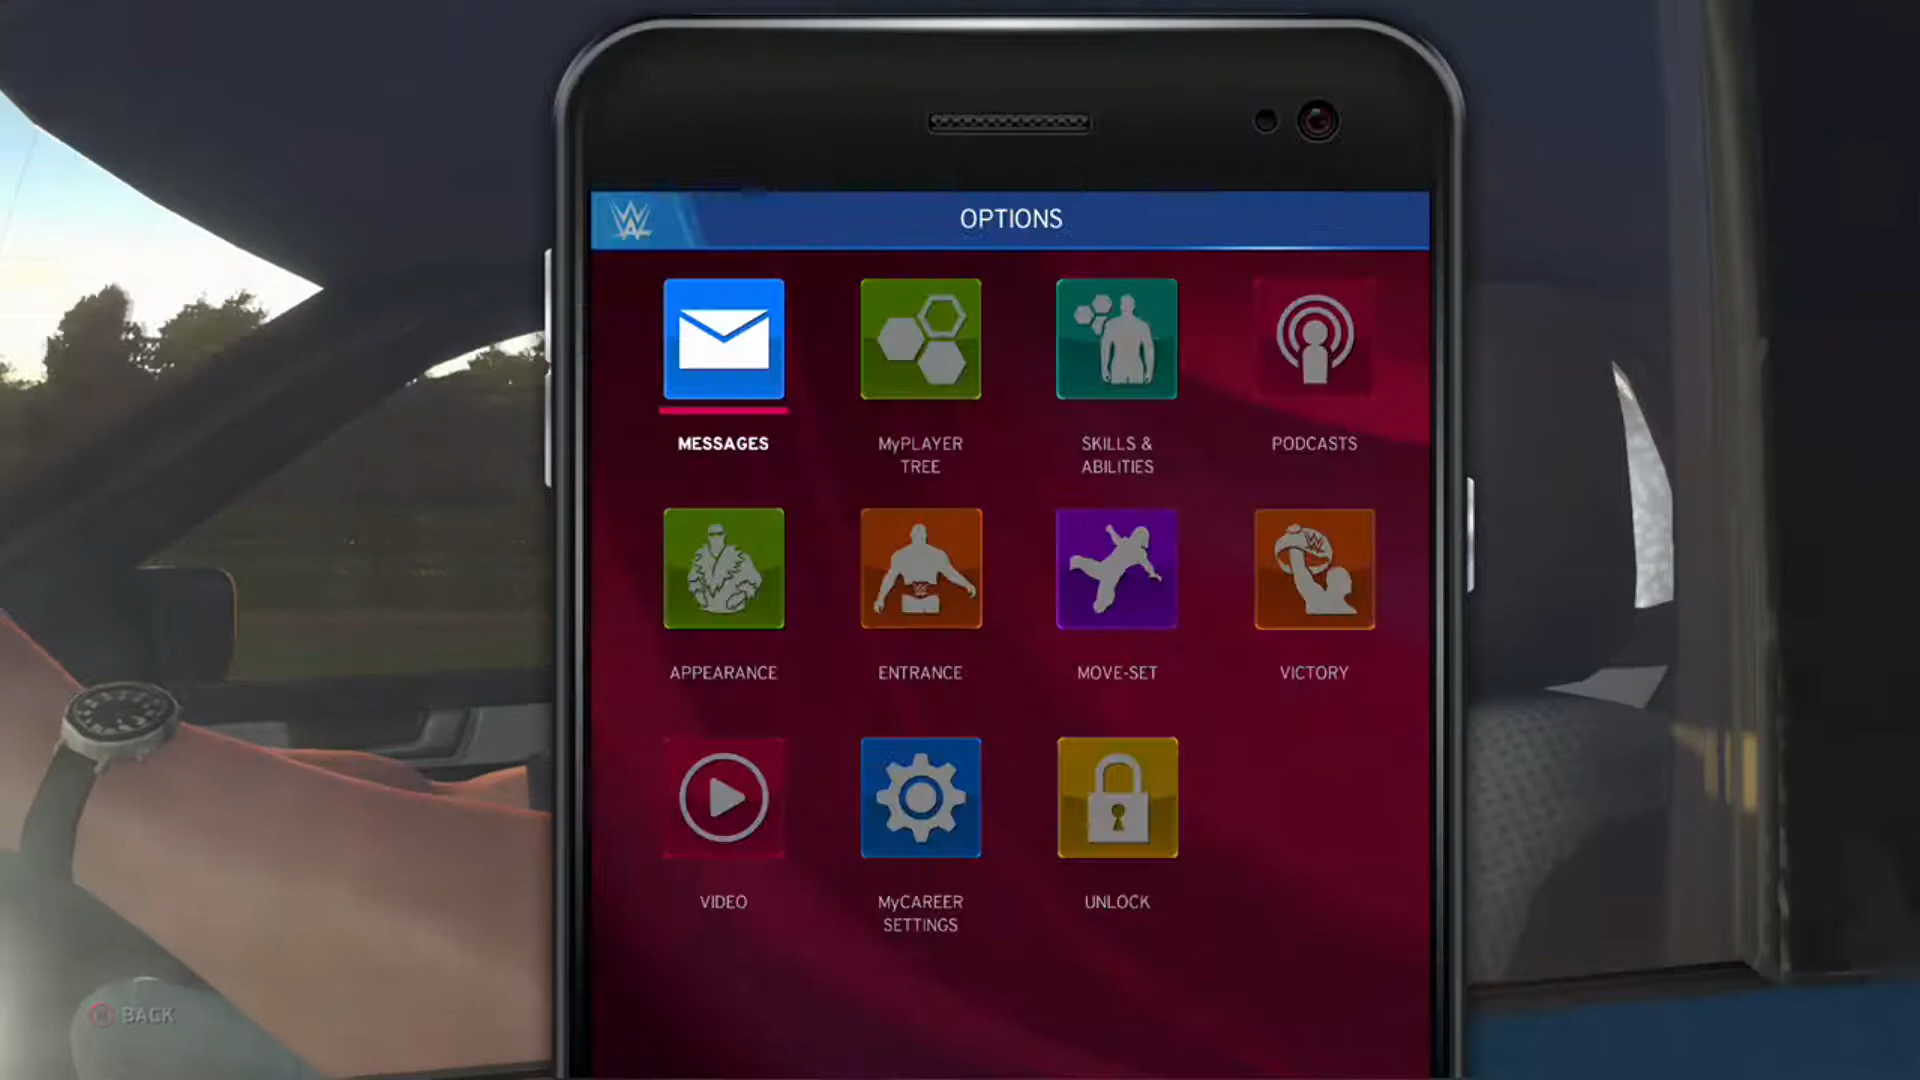 OPTIONS
MESSAGES
MyPLAYER
TREE
SKILLS &
ABILITIES
PODCASTS
APPEARANCE
ENTRANCE
MOVE-SET
VICTORY
VIDEO
MyCAREER
SETTINGS
UNLOCK
BACK